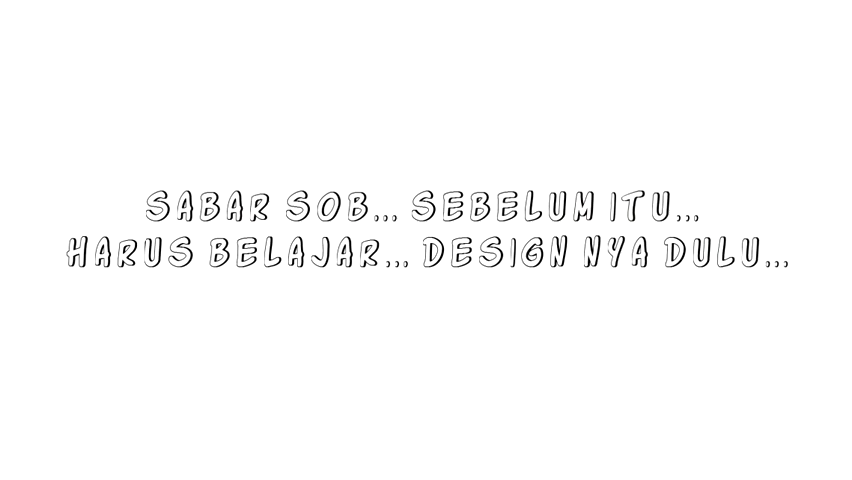 SABAR SOB... SEBELUM ITU...
HARUS BELAJAR... DESIGN NYA DULU...